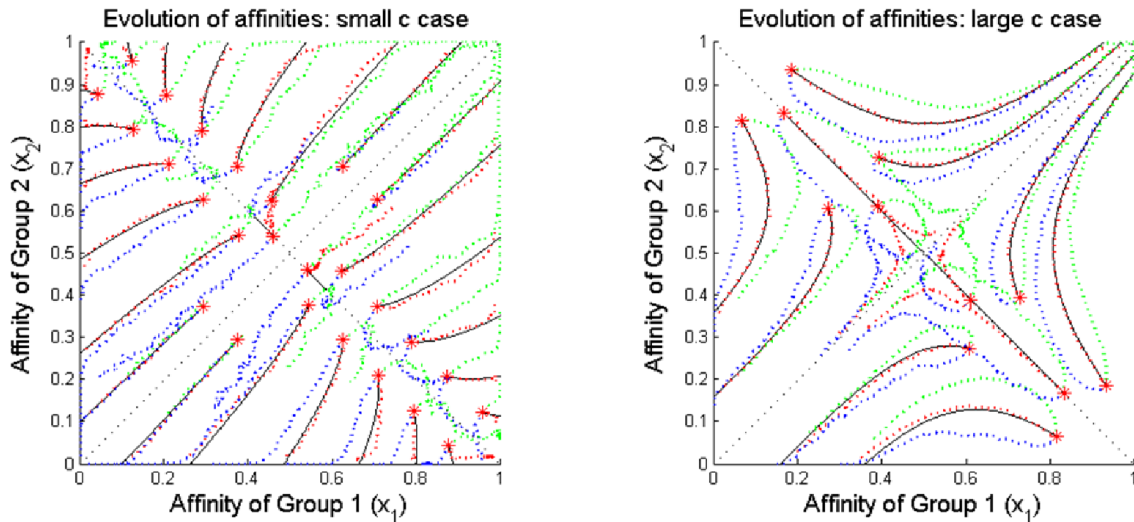 Evolution of affinities: small c case
Affinity of Group 2 (x_2)
1
0.9
0.8
0.7
0.6
0.5
0.4
0.3
0.2
0.1
0
0 0.2 0.4 0.6 0.8 1
Affinity of Group 1 (x_1)
Evolution of affinities: large c case
Affinity of Group 2 (x_2)
1
0.9
0.8
0.7
0.6
0.5
0.4
0.3
0.2
0.1
0
0 0.2 0.4 0.6 0.8 1
Affinity of Group 1 (x_1)